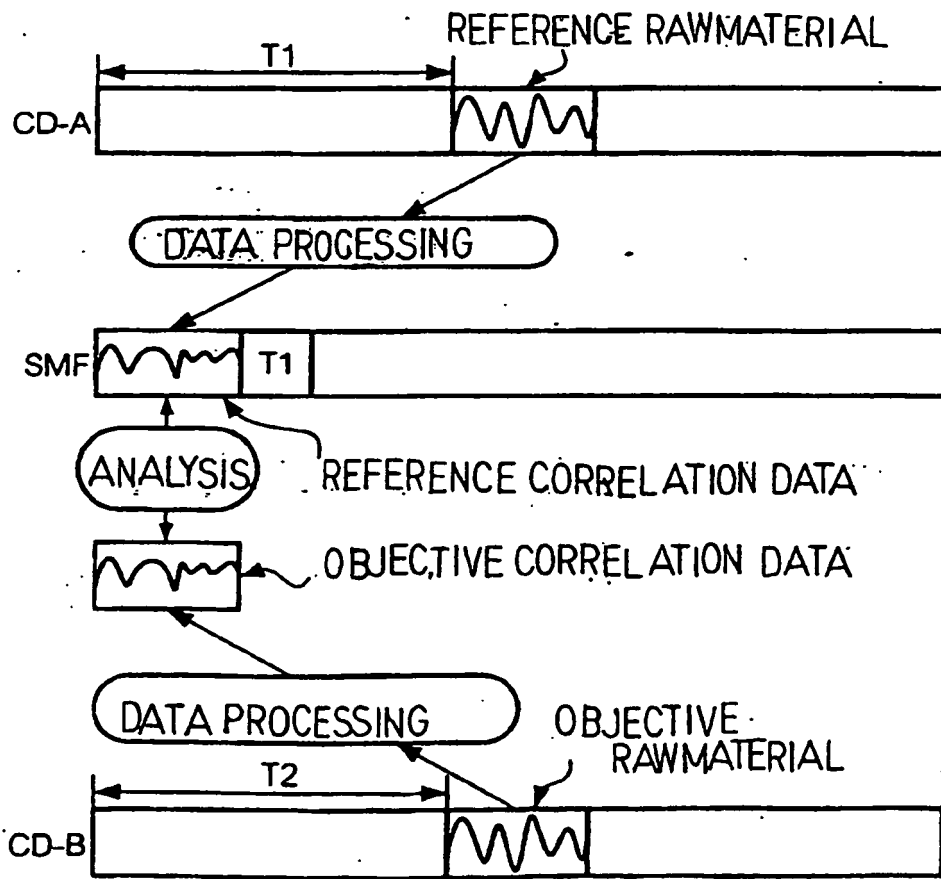 REFERENCE RAWMATERIAL
T1
CD-A
DATA PROCESSING
SMF
T1
ANALYSIS
REFERENCE CORRELATION DATA
OBJECTIVE CORRELATION DATA
DATA PROCESSING
OBJECTIVE
RAWMATERIAL
T2
CD-B